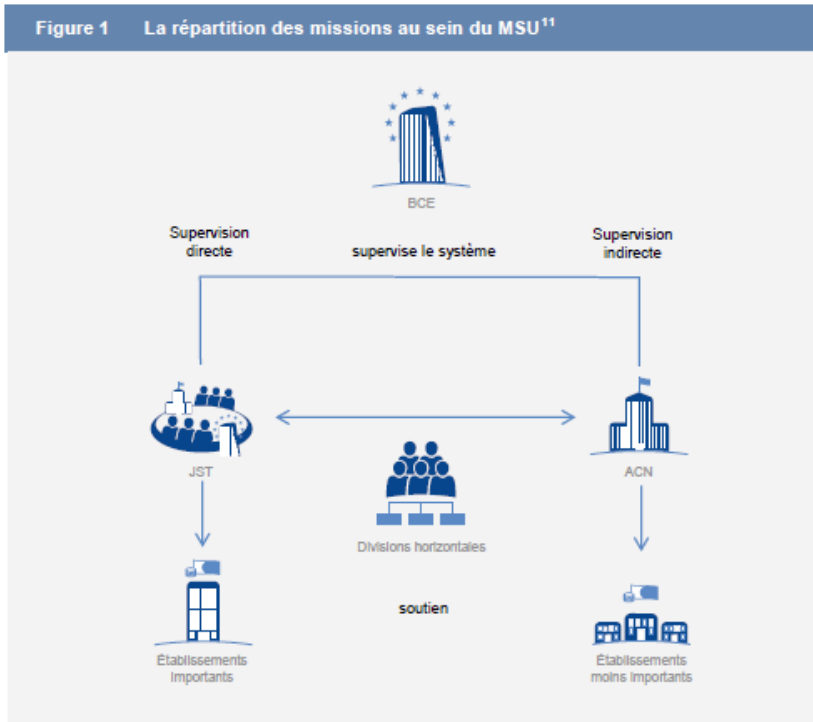 Figure 1 La répartition des missions au sein du MSU11
BCE
Supervision
directe
supervise le système
Supervision
indirecte
JST
ACN
Divisions horizontales
soutien
Établissements
importants
Établissements
moins importants